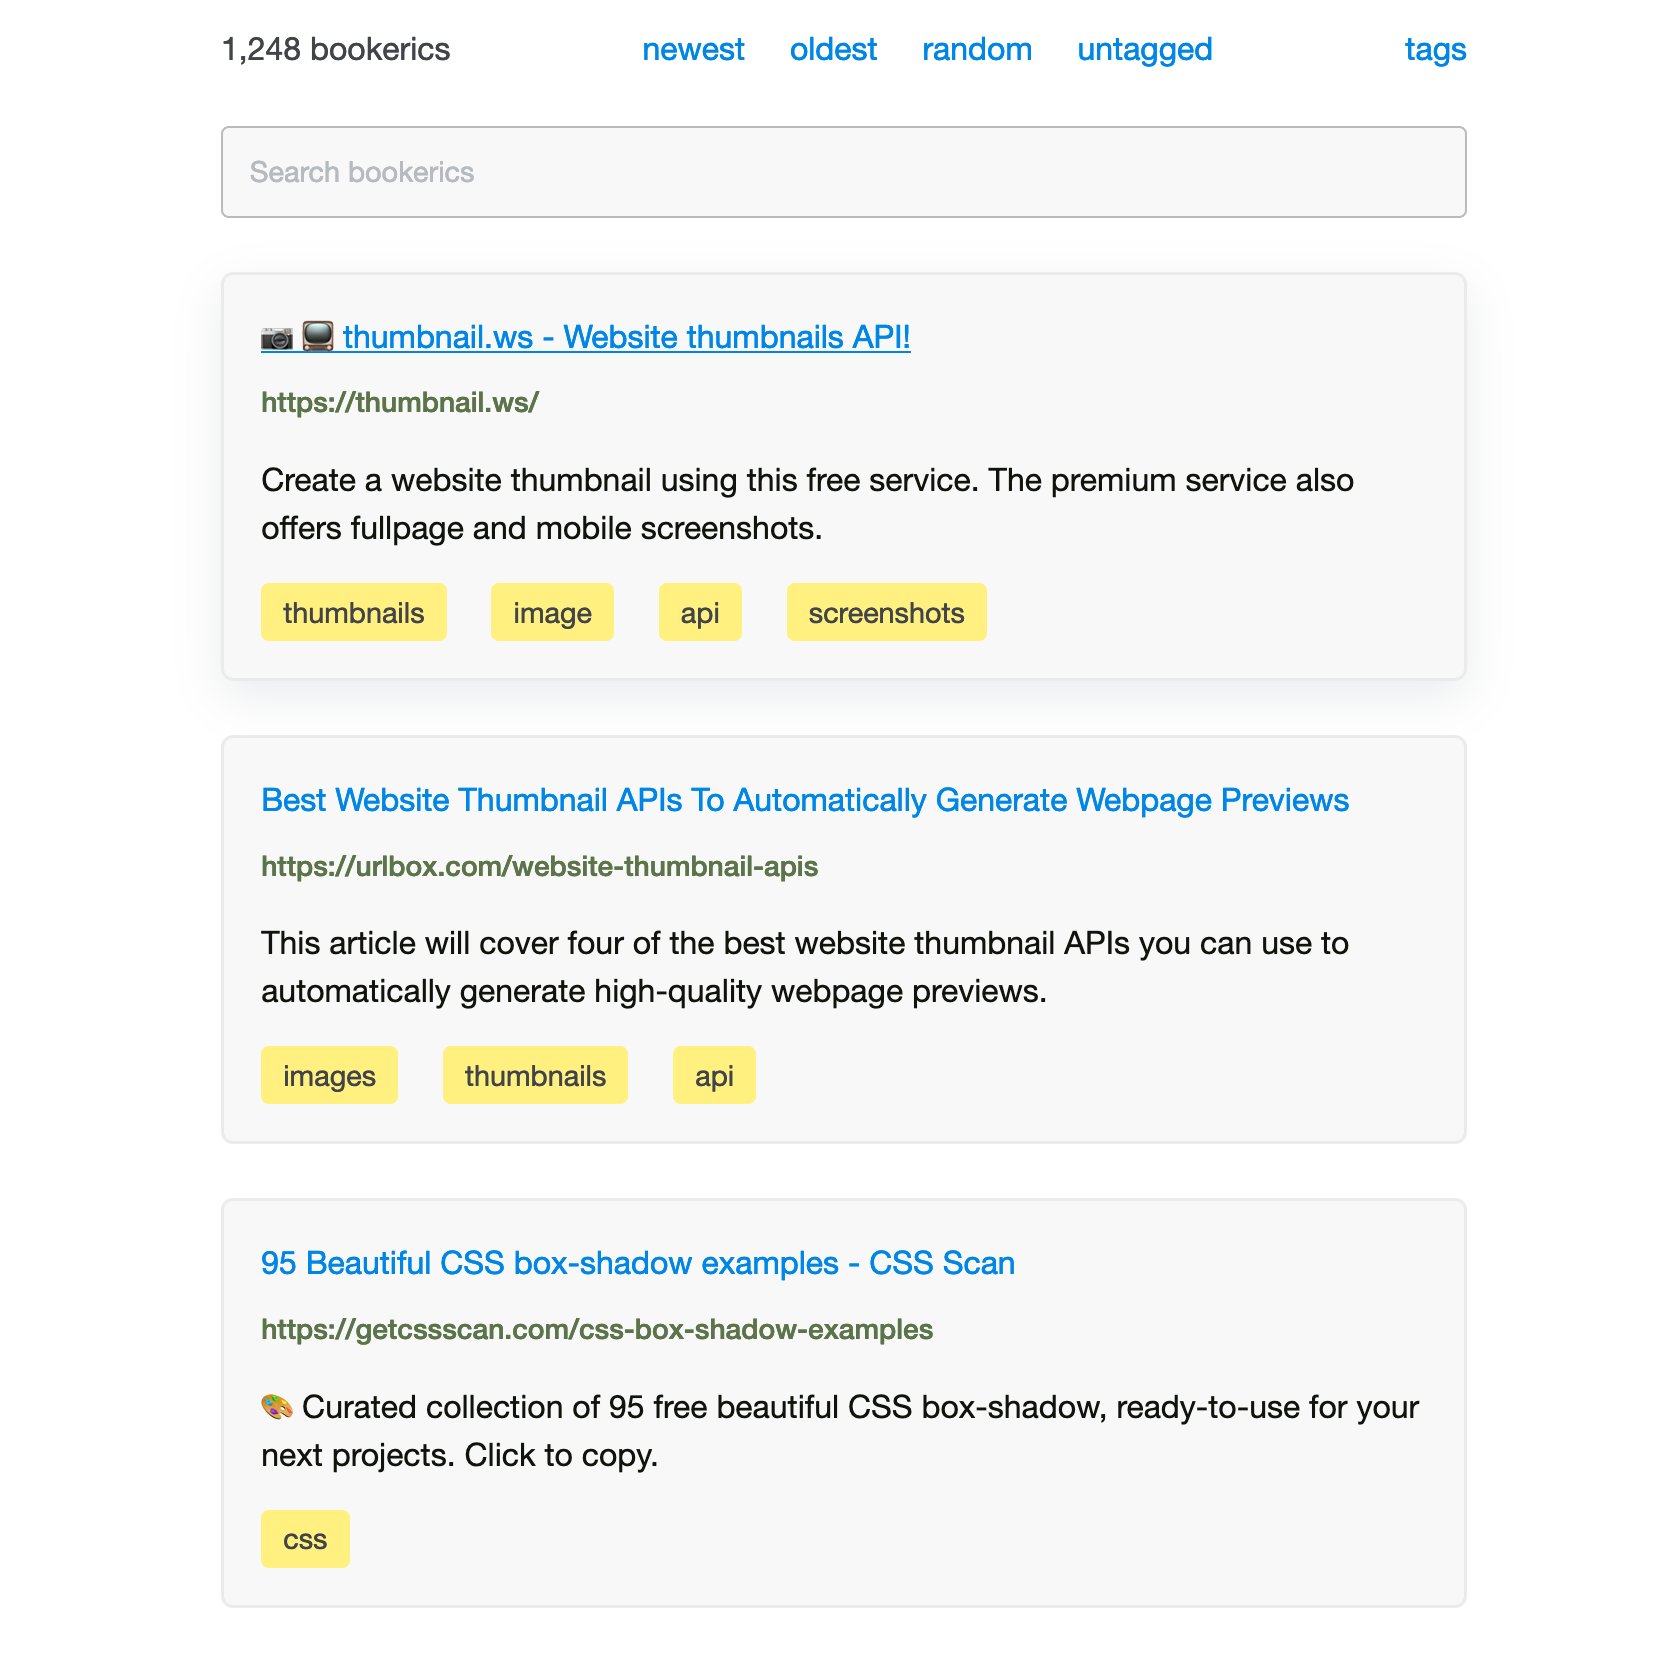 1,248 bookerics newest oldest random untagged tags
Search bookerics
📷 📺 thumbnail.ws - Website thumbnails API!
https://thumbnail.ws/
Create a website thumbnail using this free service. The premium service also
offers fullpage and mobile screenshots.
thumbnails image api screenshots
Best Website Thumbnail APIs To Automatically Generate Webpage Previews
https://urlbox.com/website-thumbnail-apis
This article will cover four of the best website thumbnail APIs you can use to
automatically generate high-quality webpage previews.
images thumbnails api
95 Beautiful CSS box-shadow examples - CSS Scan
https://getcssscan.com/css-box-shadow-examples
🎨 Curated collection of 95 free beautiful CSS box-shadow, ready-to-use for your
next projects. Click to copy.
css